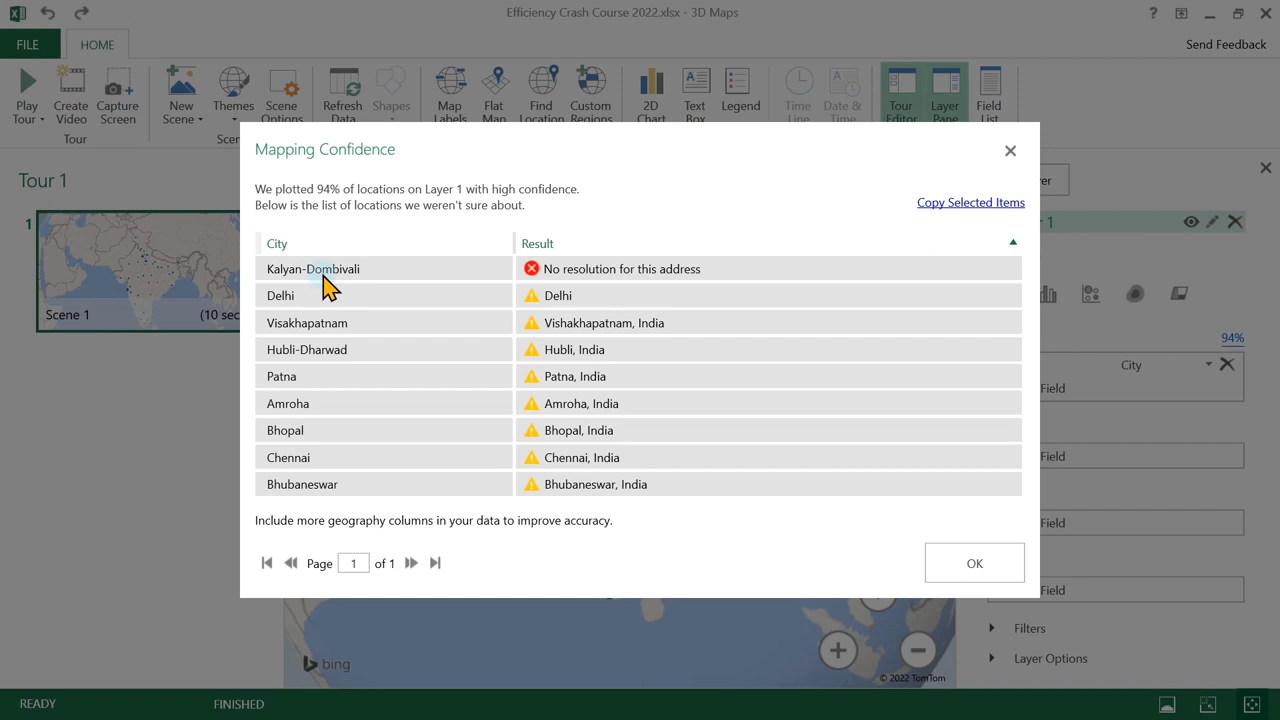 Efficiency Crash Course 2022.xlsx - 3D Maps
?
FILE
HOME
Send Feedback
Play Tour
Create Video
Capture Screen
New Scene
Themes
Scene Options
Refresh Data
Shapes
Map Labels
Flat Map
Find Location
Custom Regions
2D Chart
Text Box
Legend
Time Line
Date & Time
Tour Editor
Layer Pane
Field List
Tour
Tour 1
1
Scene 1
(10 sec
Mapping Confidence
We plotted 94% of locations on Layer 1 with high confidence.
Below is the list of locations we weren't sure about.
Copy Selected Items
City
Result
Kalyan-Dombivali
No resolution for this address
Delhi
Delhi
Visakhapatnam
Vishakhapatnam, India
Hubli-Dharwad
Hubli, India
Patna
Patna, India
Amroha
Amroha, India
Bhopal
Bhopal, India
Chennai
Chennai, India
Bhubaneswar
Bhubaneswar, India
Include more geography columns in your data to improve accuracy.
Page 1 of 1
OK
94%
City
Field
Field
Field
Field
Filters
Layer Options
bing
© 2022 TomTom
READY
FINISHED